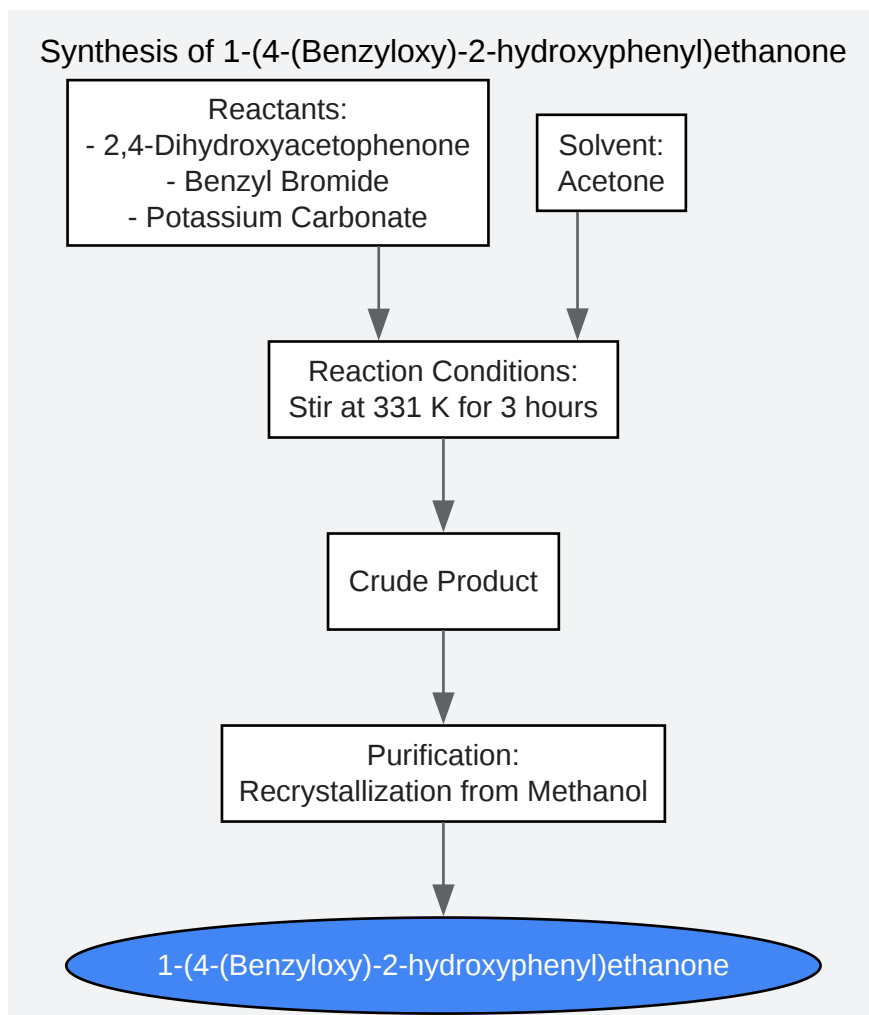 Synthesis of 1-(4-(Benzyloxy)-2-hydroxyphenyl)ethanone
Reactants:
- 2,4-Dihydroxyacetophenone
- Benzyl Bromide
- Potassium Carbonate
Solvent:
Acetone
Reaction Conditions:
Stir at 331 K for 3 hours
Crude Product
Purification:
Recrystallization from Methanol
1-(4-(Benzyloxy)-2-hydroxyphenyl)ethanone